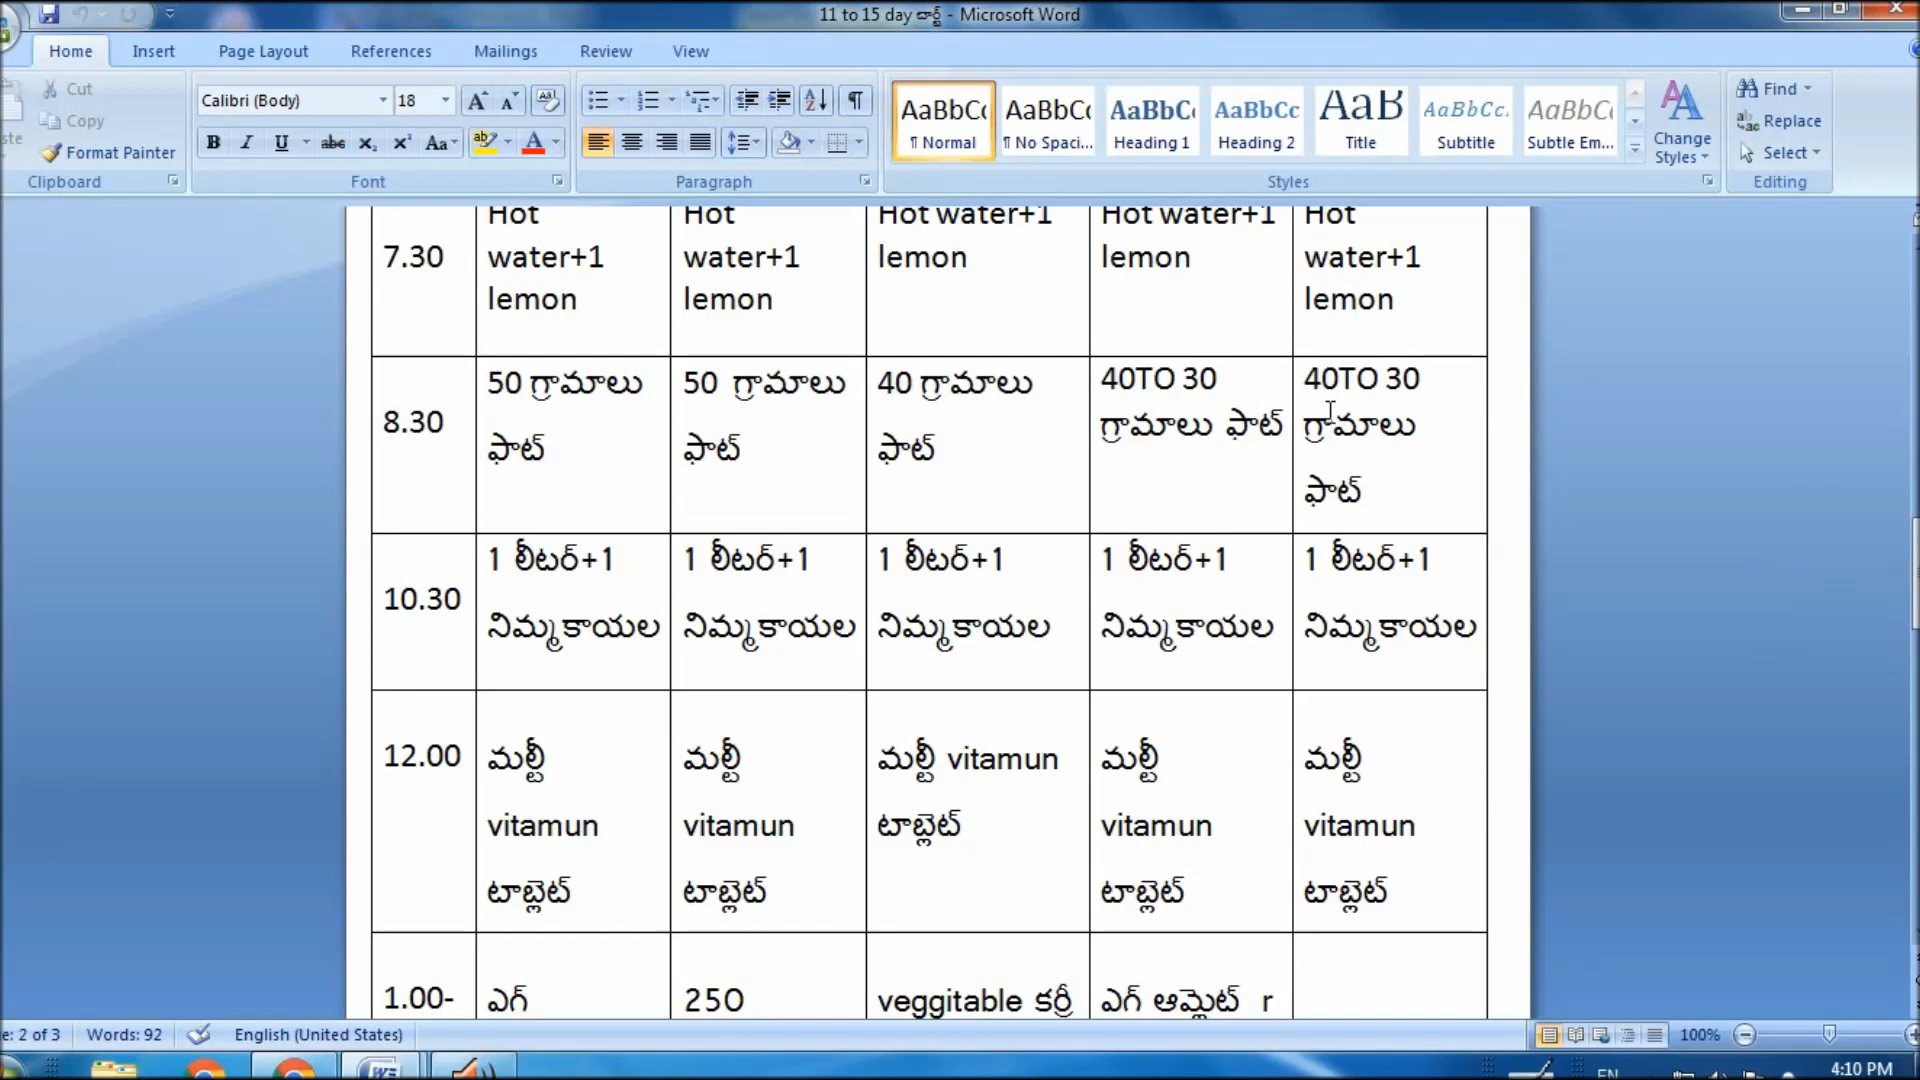 11 to 15 day చార్ట్ - Microsoft Word
Home Insert Page Layout References Mailings Review View
Cut
Copy
Format Painter
Clipboard
Calibri (Body) 18
Font
Paragraph
AaBbCc AaBbCc AaBbC AaBbCc AaB AaBbCc. AaBbCc
¶ Normal ¶ No Spaci... Heading 1 Heading 2 Title Subtitle Subtle Em...
Change Styles
Styles
Find
Replace
Select
Editing
7.30
Hot
water+1
lemon
Hot
water+1
lemon
Hot water+1
lemon
Hot water+1
lemon
Hot
water+1
lemon
8.30
50 గ్రామాలు
ఫాట్
50 గ్రామాలు
ఫాట్
40 గ్రామాలు
ఫాట్
40TO 30
గ్రామాలు ఫాట్
40TO 30
గ్రామాలు
ఫాట్
10.30
1 లీటర్+1
నిమ్మకాయల
1 లీటర్+1
నిమ్మకాయల
1 లీటర్+1
నిమ్మకాయల
1 లీటర్+1
నిమ్మకాయల
1 లీటర్+1
నిమ్మకాయల
12.00
మల్టీ
vitamun
టాబ్లెట్
మల్టీ
vitamun
టాబ్లెట్
మల్టీ vitamun
టాబ్లెట్
మల్టీ
vitamun
టాబ్లెట్
మల్టీ
vitamun
టాబ్లెట్
1.00-
ఎగ్
250
veggitable కర్రీ
ఎగ్ ఆమ్లెట్ r
e: 2 of 3 Words: 92 English (United States) 100%
EN 4:10 PM